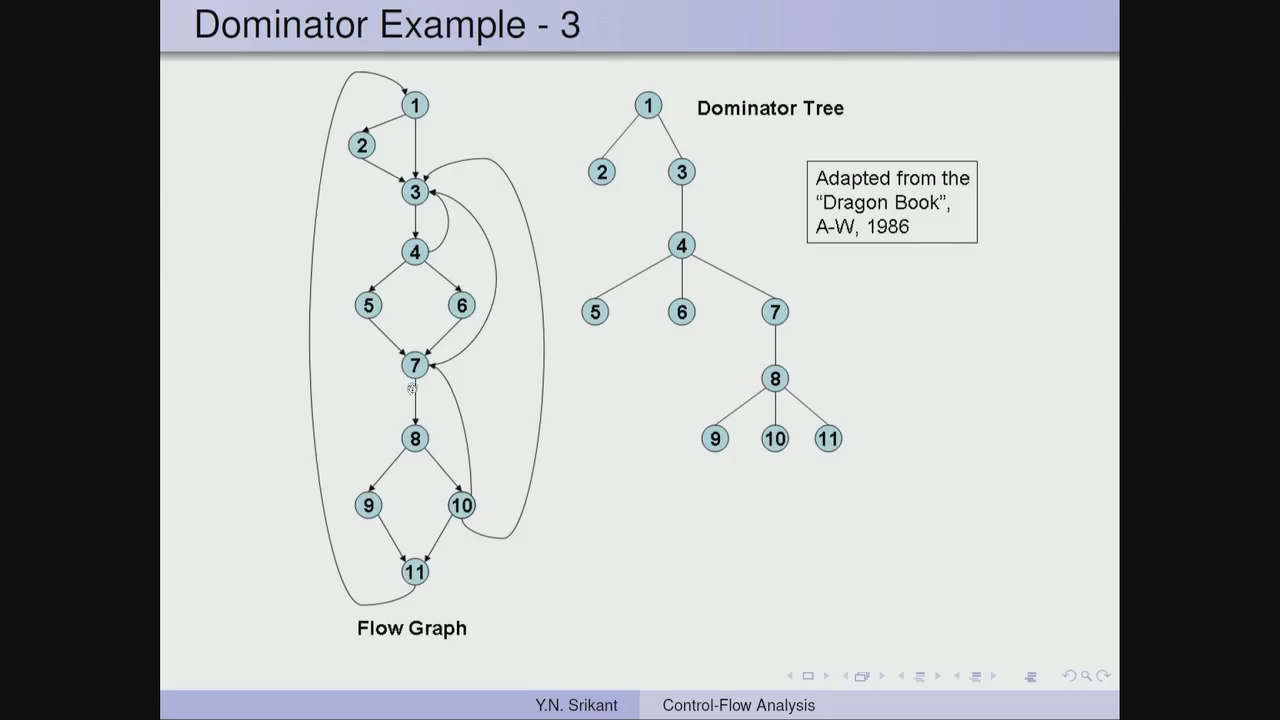 Dominator Example - 3
1
2
3
4
5 6
7
8
9 10
11
Flow Graph
1
Dominator Tree
2 3
4
5 6 7
8
9 10 11
Adapted from the
“Dragon Book”,
A-W, 1986
Y.N. Srikant Control-Flow Analysis